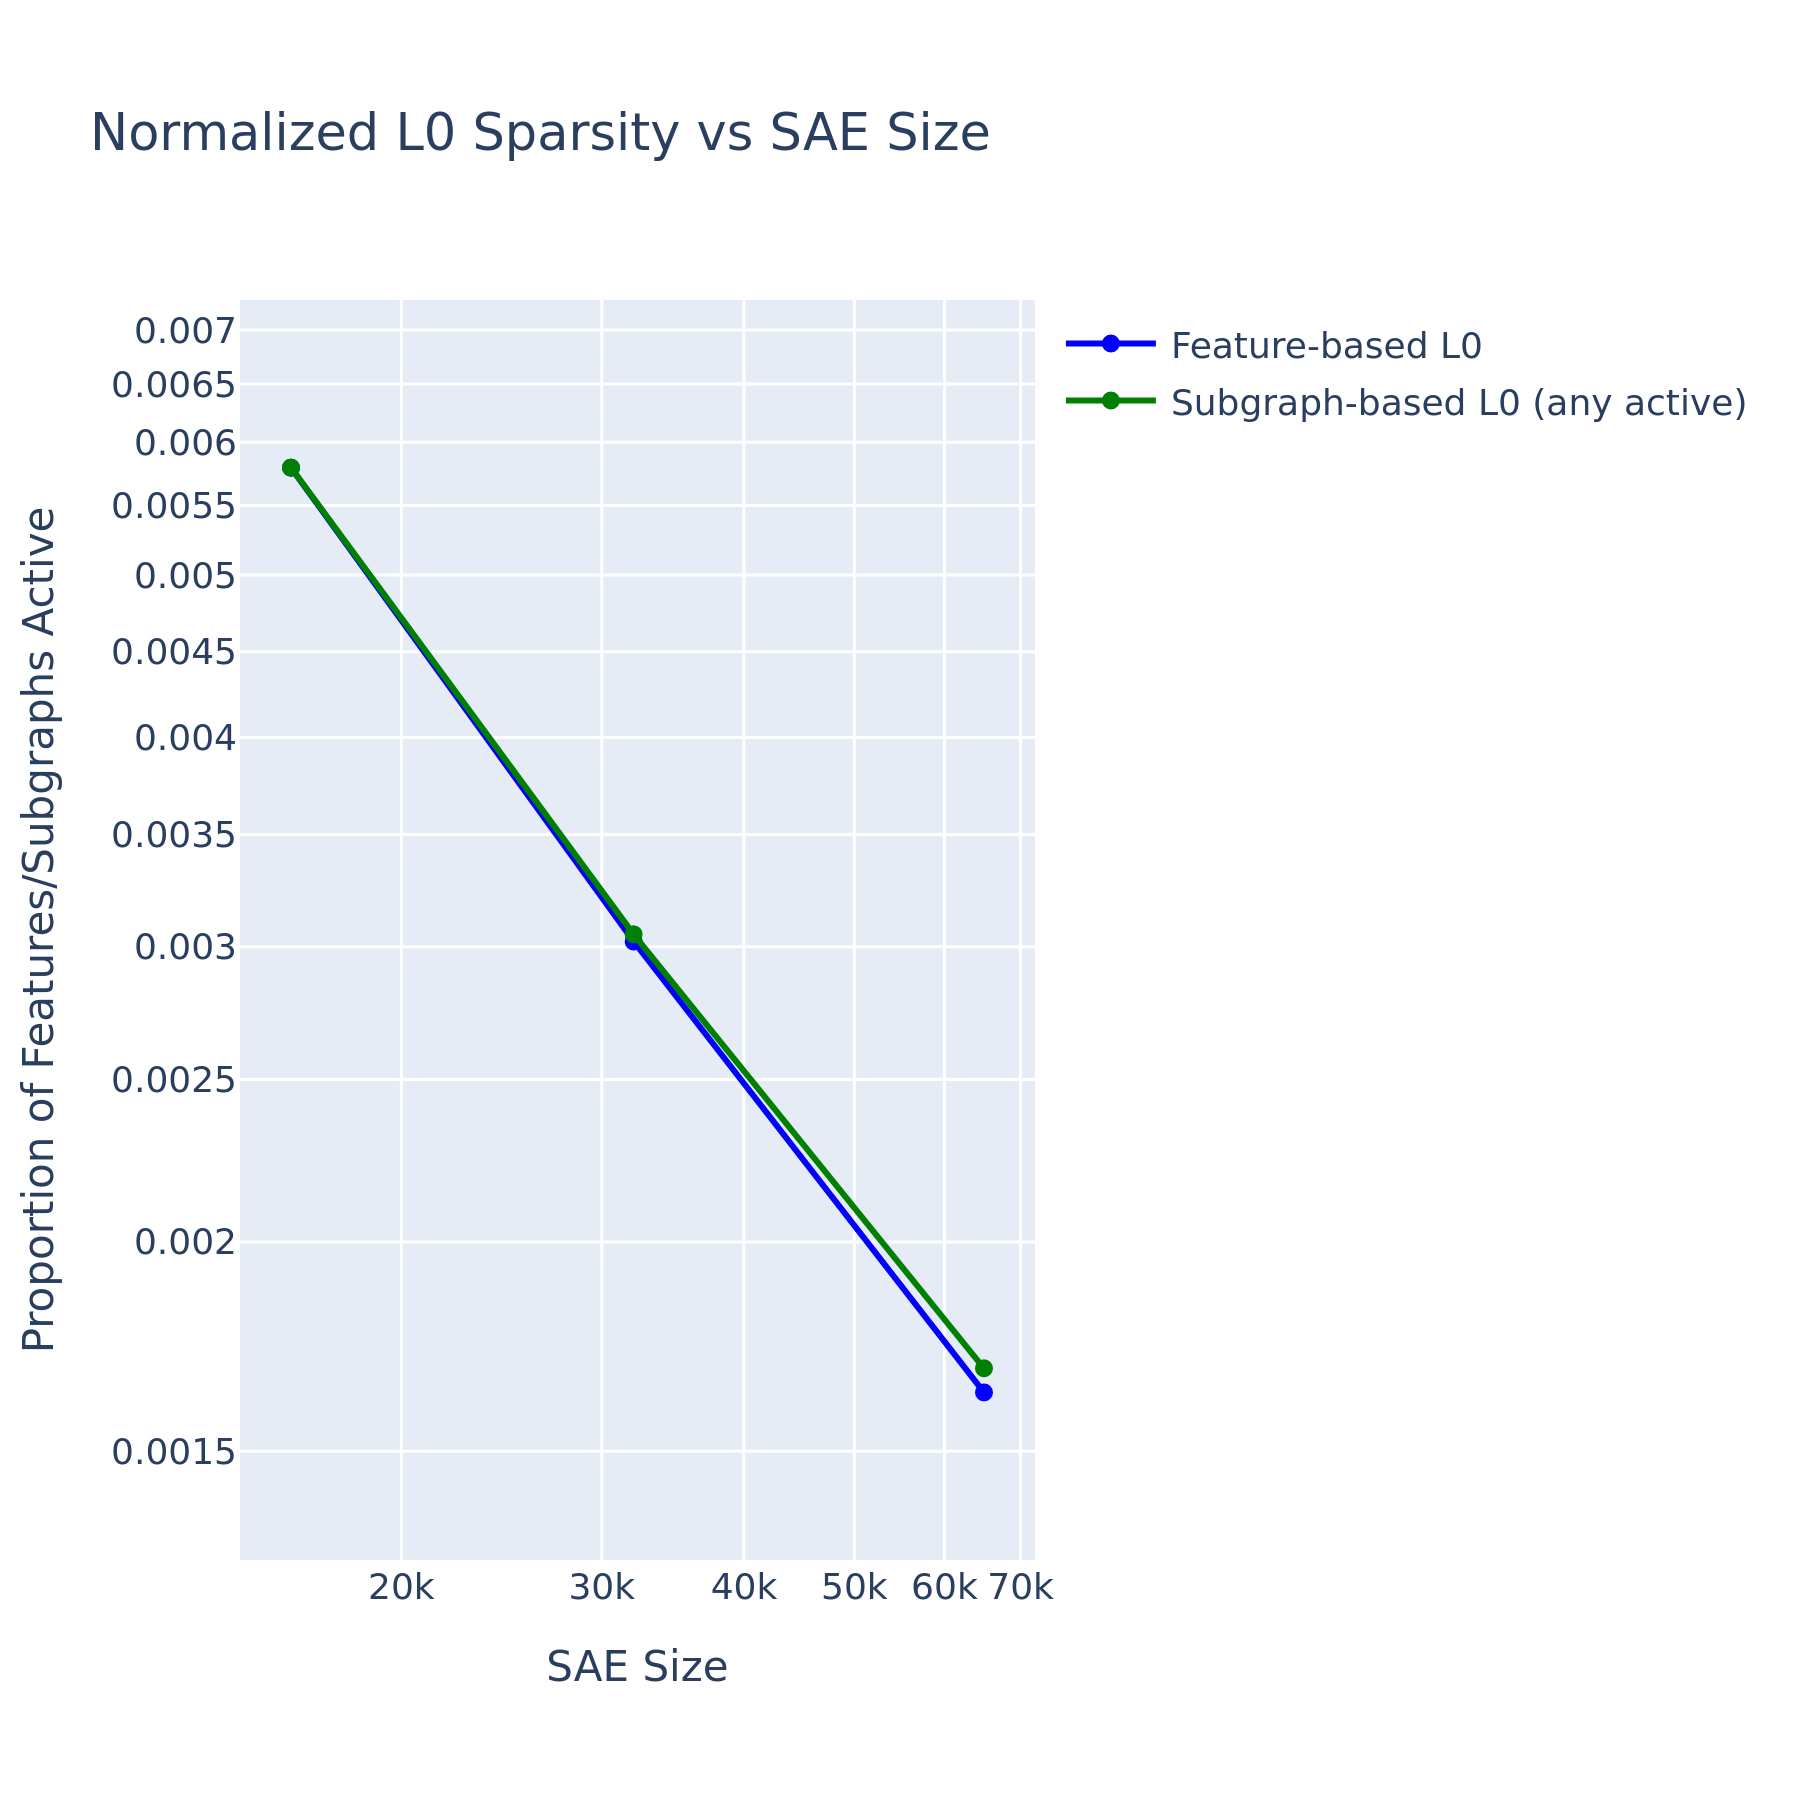 Normalized L0 Sparsity vs SAE Size
0.007
0.0065
0.006
0.0055
0.005
0.0045
0.004
0.0035
0.003
0.0025
0.002
0.0015
Proportion of Features/Subgraphs Active
20k 30k 40k 50k 60k 70k
SAE Size
Feature-based L0
Subgraph-based L0 (any active)